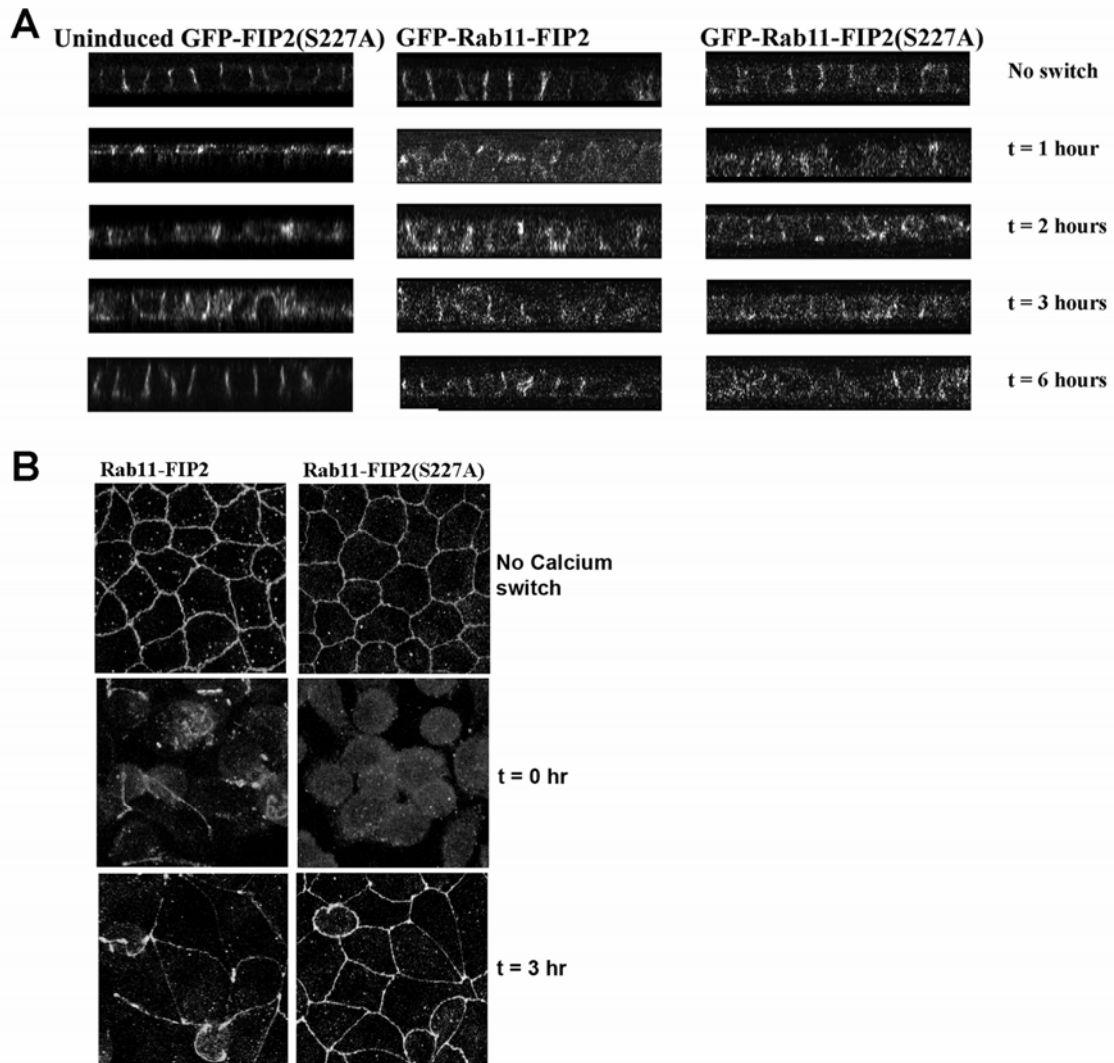 A
Uninduced GFP-FIP2(S227A) GFP-Rab11-FIP2 GFP-Rab11-FIP2(S227A)
No switch
t = 1 hour
t = 2 hours
t = 3 hours
t = 6 hours
B
Rab11-FIP2 Rab11-FIP2(S227A)
No Calcium
switch
t = 0 hr
t = 3 hr